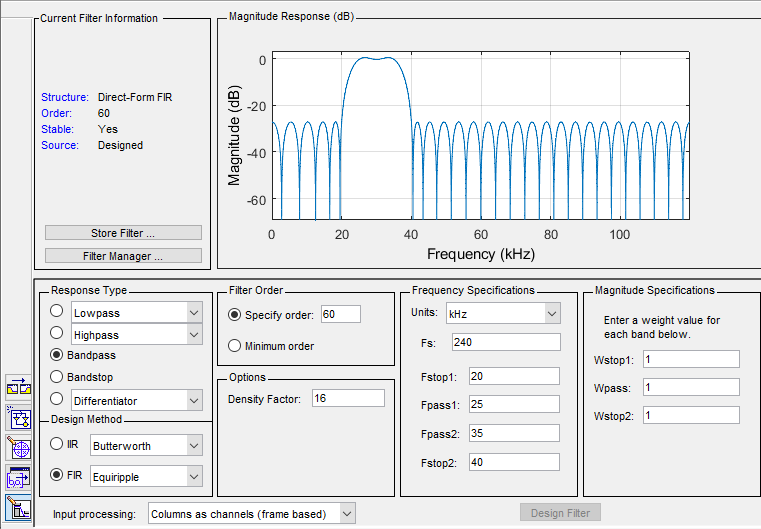 Current Filter Information
Structure: Direct-Form FIR
Order: 60
Stable: Yes
Source: Designed
Store Filter ...
Filter Manager ...
Magnitude Response (dB)
Magnitude (dB)
0
-20
-40
-60
0 20 40 60 80 100
Frequency (kHz)
Response Type
Lowpass
Highpass
Bandpass
Bandstop
Differentiator
Design Method
IIR Butterworth
FIR Equiripple
Filter Order
Specify order: 60
Minimum order
Options
Density Factor: 16
Frequency Specifications
Units: kHz
Fs: 240
Fstop1: 20
Fpass1: 25
Fpass2: 35
Fstop2: 40
Magnitude Specifications
Enter a weight value for
each band below.
Wstop1: 1
Wpass: 1
Wstop2: 1
Input processing: Columns as channels (frame based)
Design Filter